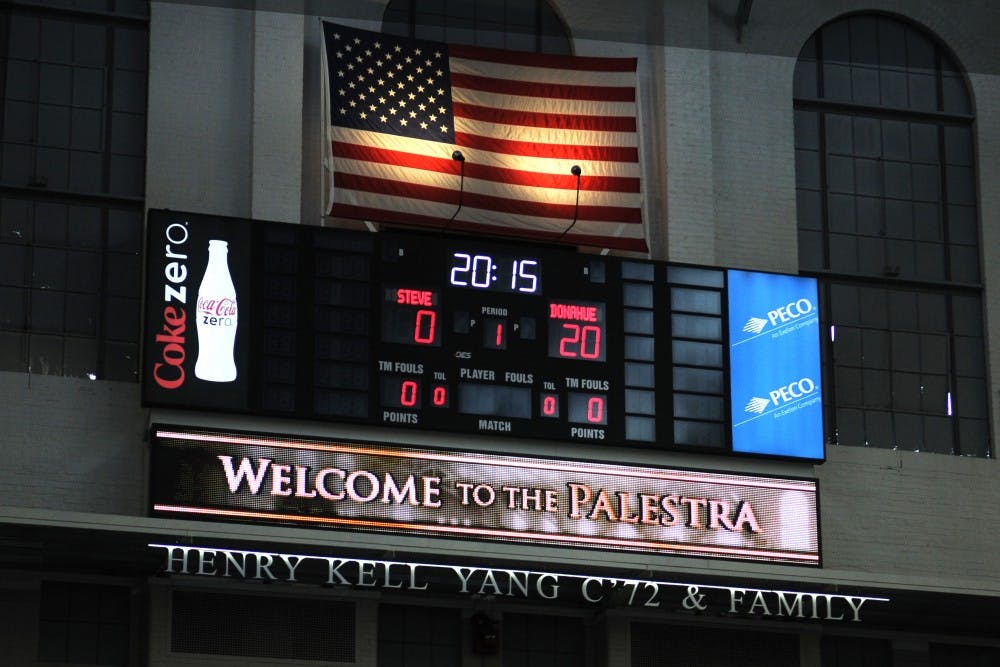 Coke zero
Coca-Cola
zero
B
20:15
B
STEVE
0
PERIOD
P 1 P
DONAHUE
20
TM FOULS
TOL
PLAYER FOULS
TOL
TM FOULS
0
0
0
0
POINTS
MATCH
POINTS
PECO
An Exelon Company
PECO
An Exelon Company
WELCOME TO THE PALESTRA
HENRY KELL YANG C'72 & FAMILY